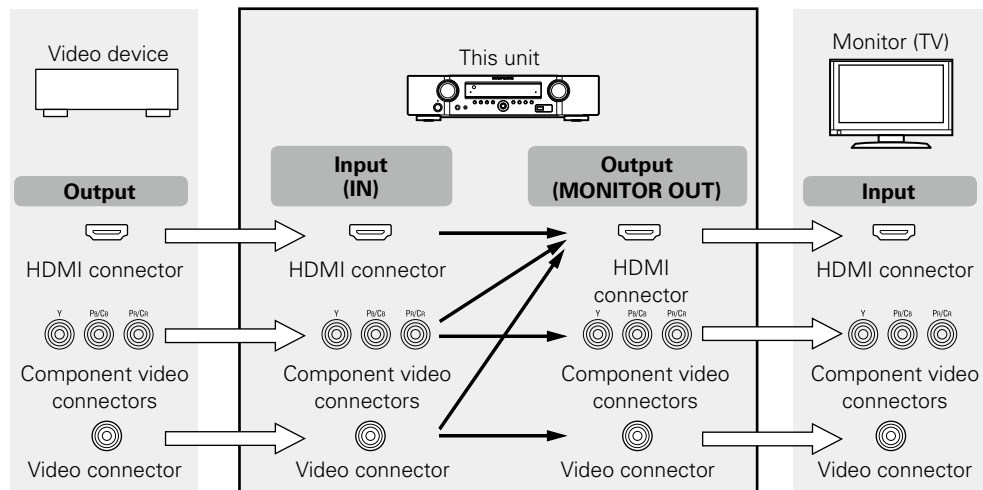 Video device
This unit
Monitor (TV)
Output
Input
(IN)
Output
(MONITOR OUT)
Input
HDMI connector
HDMI connector
HDMI
connector
HDMI connector
Y PB/CB PR/CR
Y PB/CB PR/CR
Y PB/CB PR/CR
Y PB/CB PR/CR
Component video
connectors
Component video
connectors
Component video
connectors
Component video
connectors
Video connector
Video connector
Video connector
Video connector